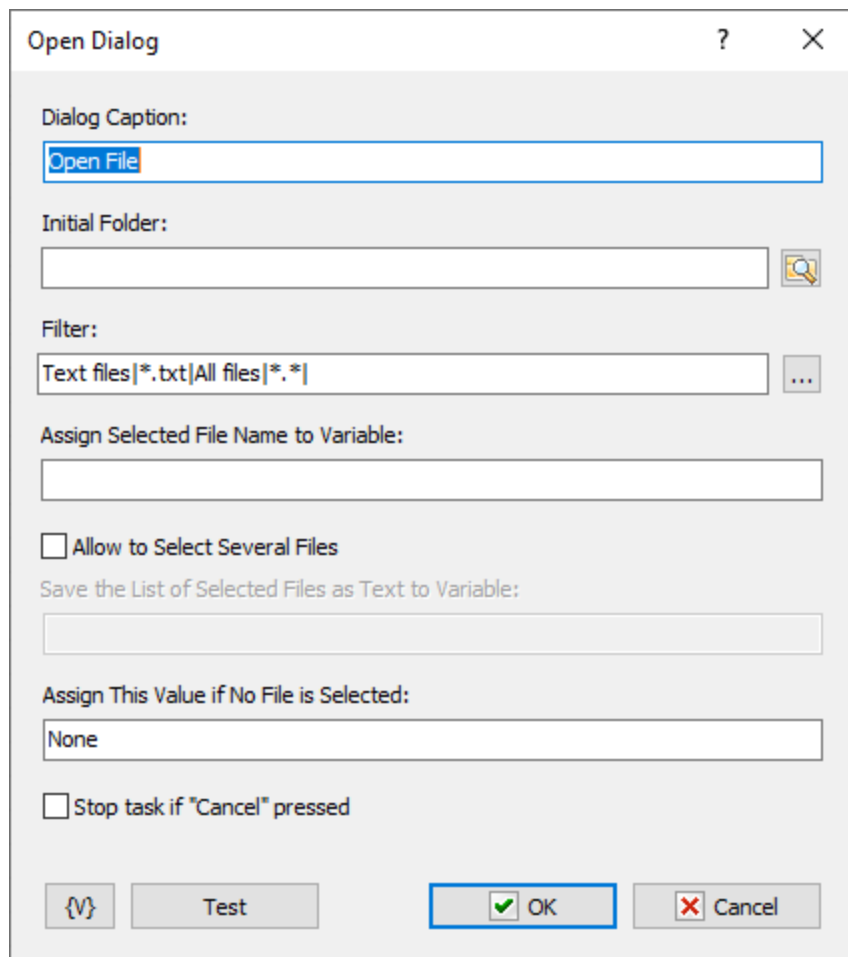 Open Dialog
?
Dialog Caption:
Open File
Initial Folder:
Filter:
Text files|*.txt|All files|*.*|
...
Assign Selected File Name to Variable:
Allow to Select Several Files
Save the List of Selected Files as Text to Variable:
Assign This Value if No File is Selected:
None
Stop task if "Cancel" pressed
{V} Test OK Cancel